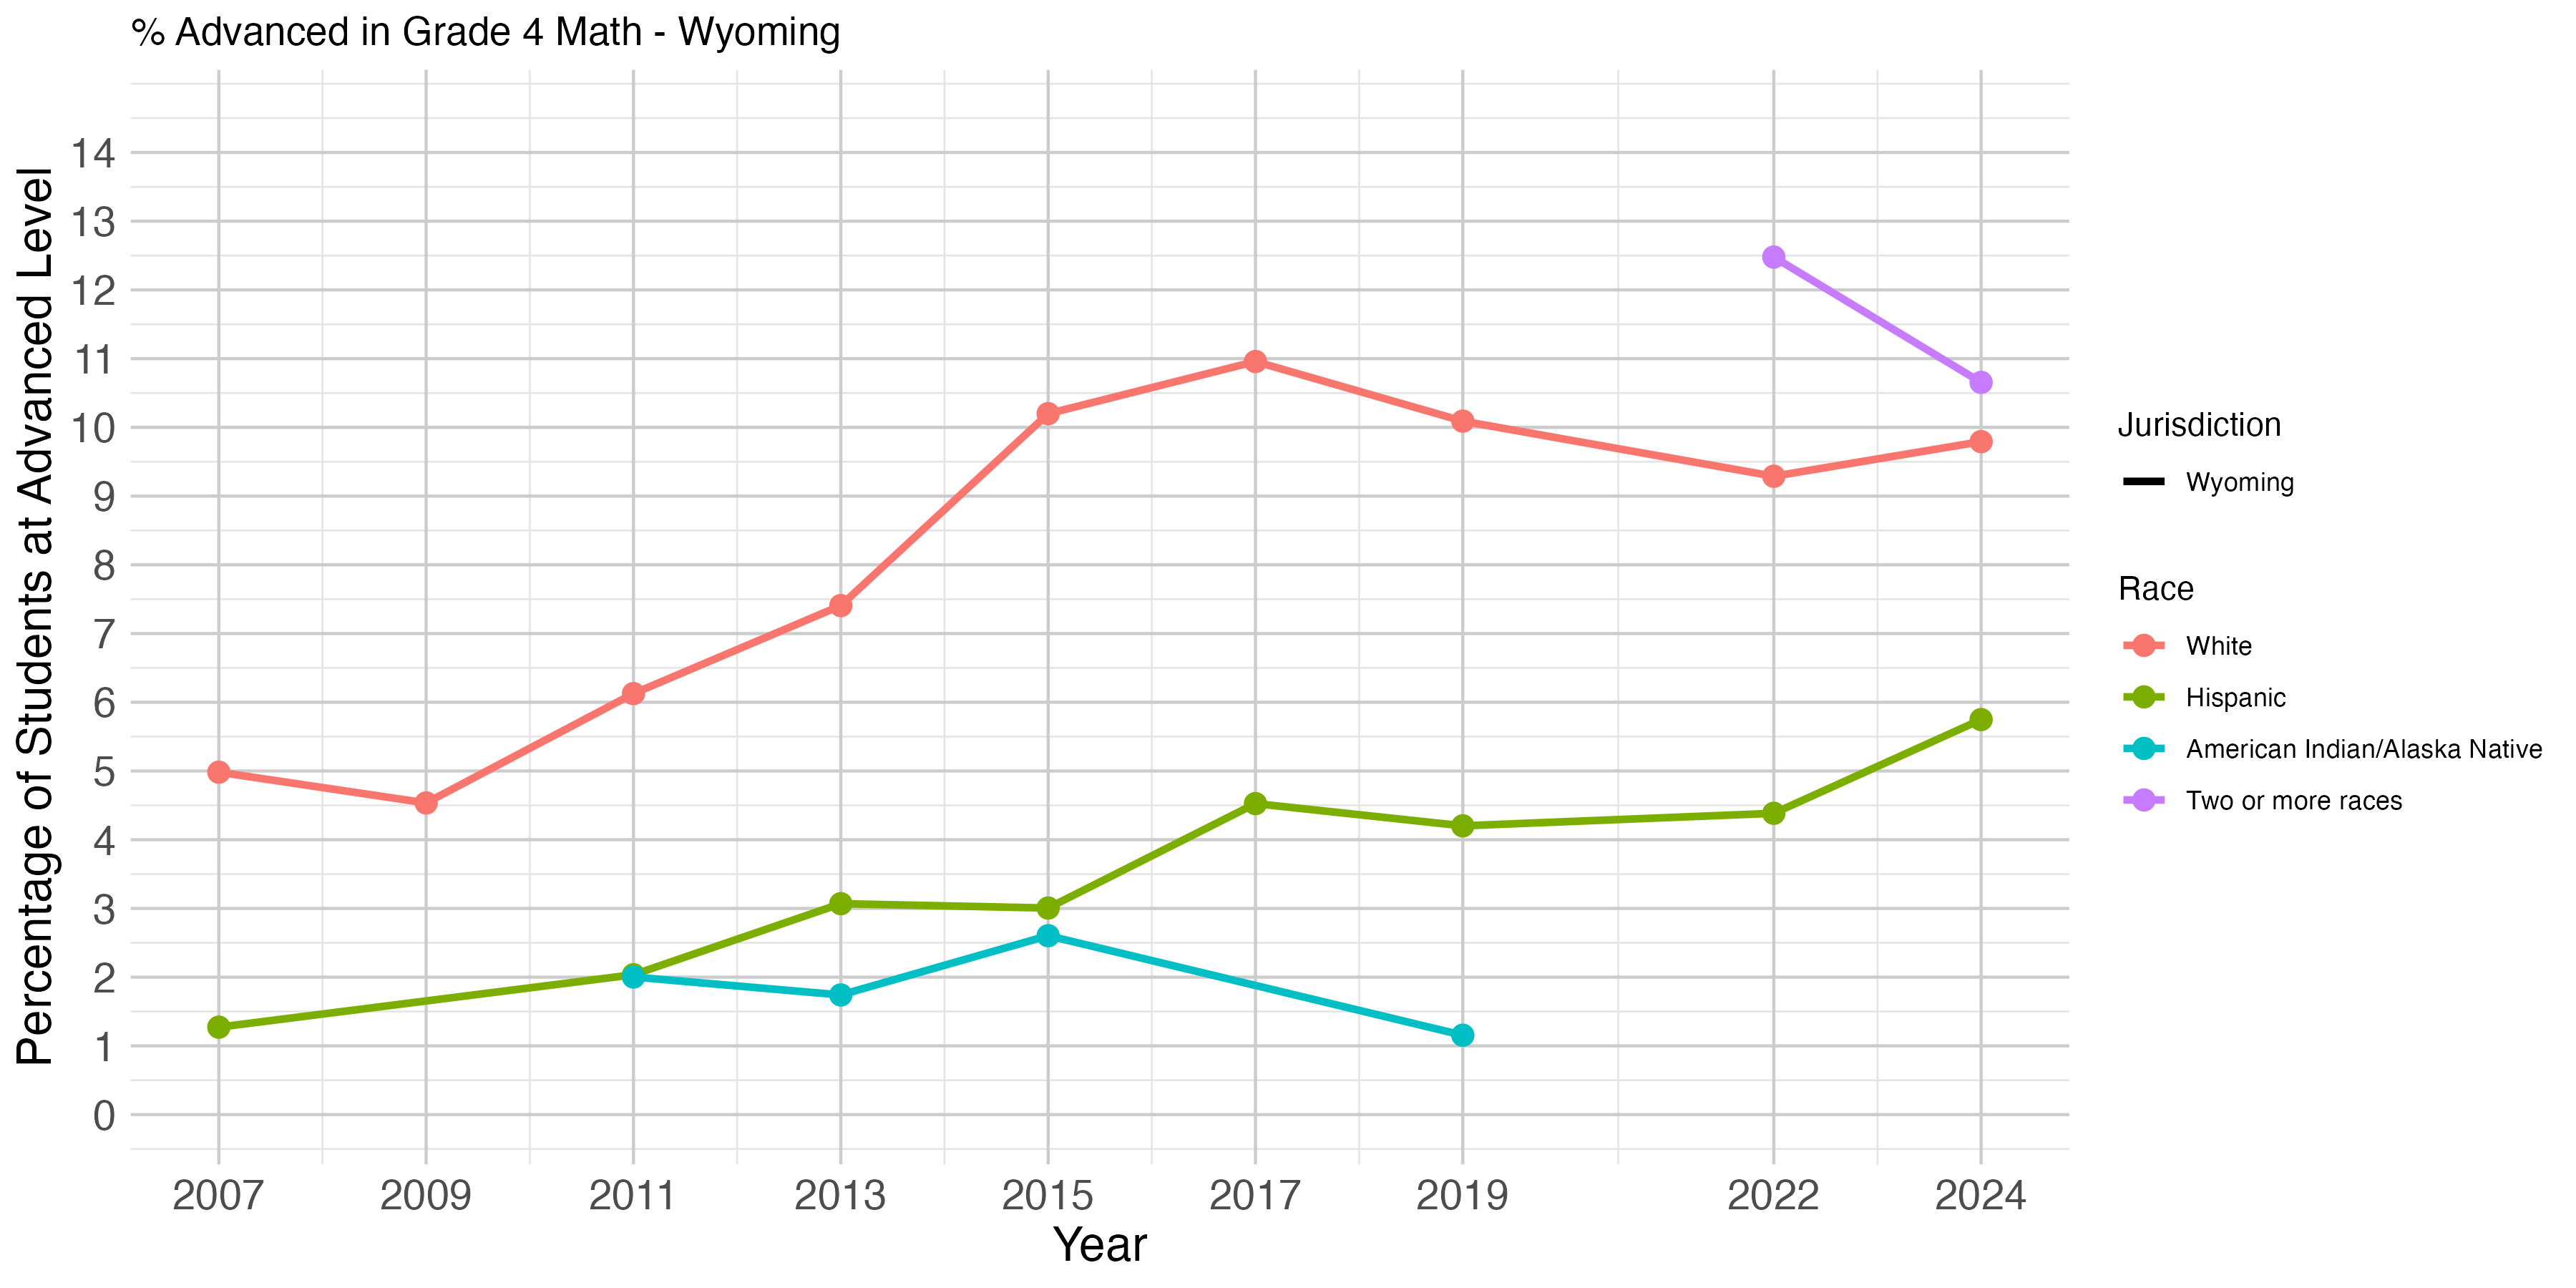 % Advanced in Grade 4 Math - Wyoming
Percentage of Students at Advanced Level
14
13
12
11
10
9
8
7
6
5
4
3
2
1
0
2007 2009 2011 2013 2015 2017 2019 2022 2024
Year
Jurisdiction
Wyoming
Race
White
Hispanic
American Indian/Alaska Native
Two or more races